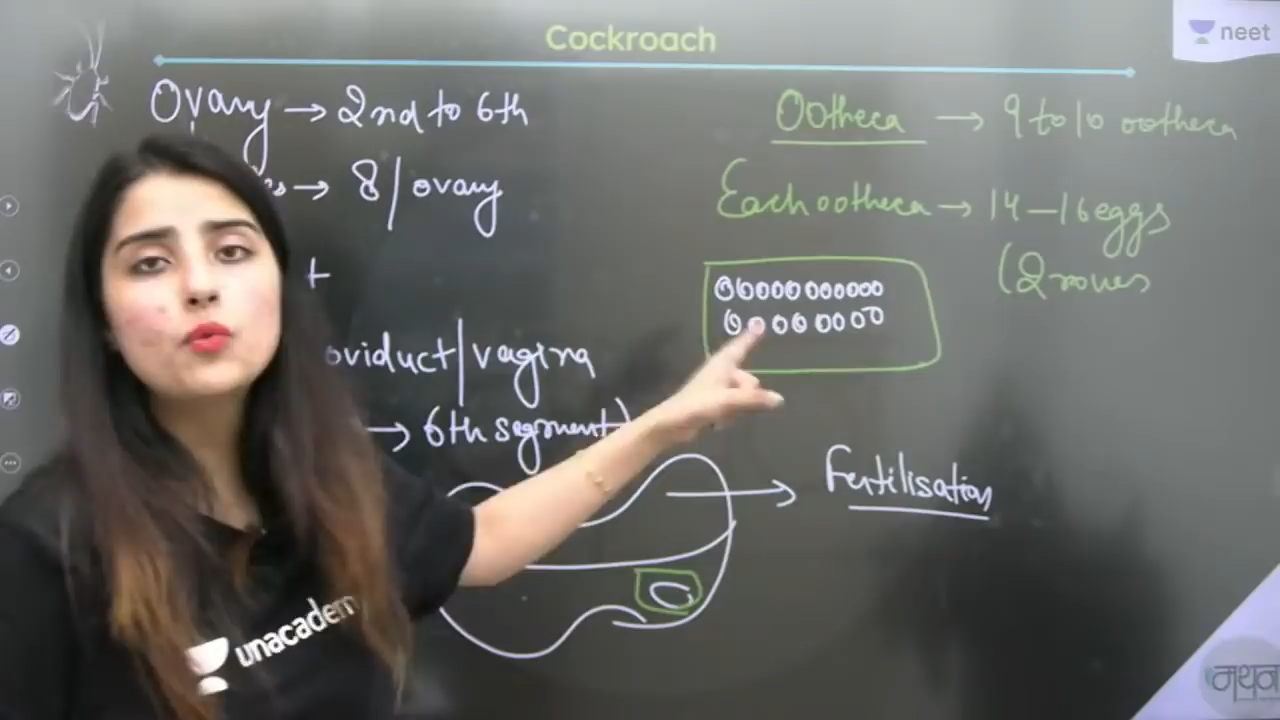 Cockroach
neet
Ovary → 2nd to 6th
→ 8/ovary
+
oviduct/vagina
→ 6th segment)
Ootheca → 9 to 10 ootheca
Each ootheca → 14-16 eggs
(2 rows
→ Fertilisation
unacadem
मंथन